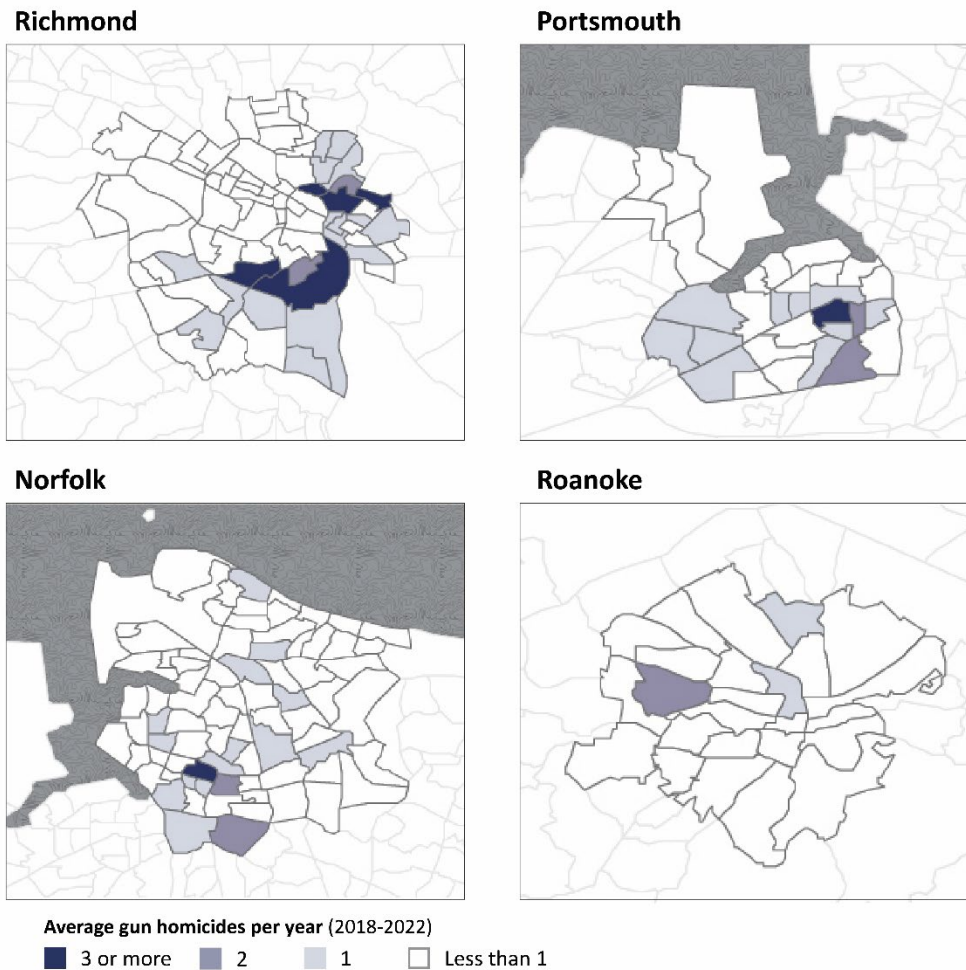 Richmond
Portsmouth
Norfolk
Roanoke
Average gun homicides per year (2018-2022)
3 or more 2 1 Less than 1